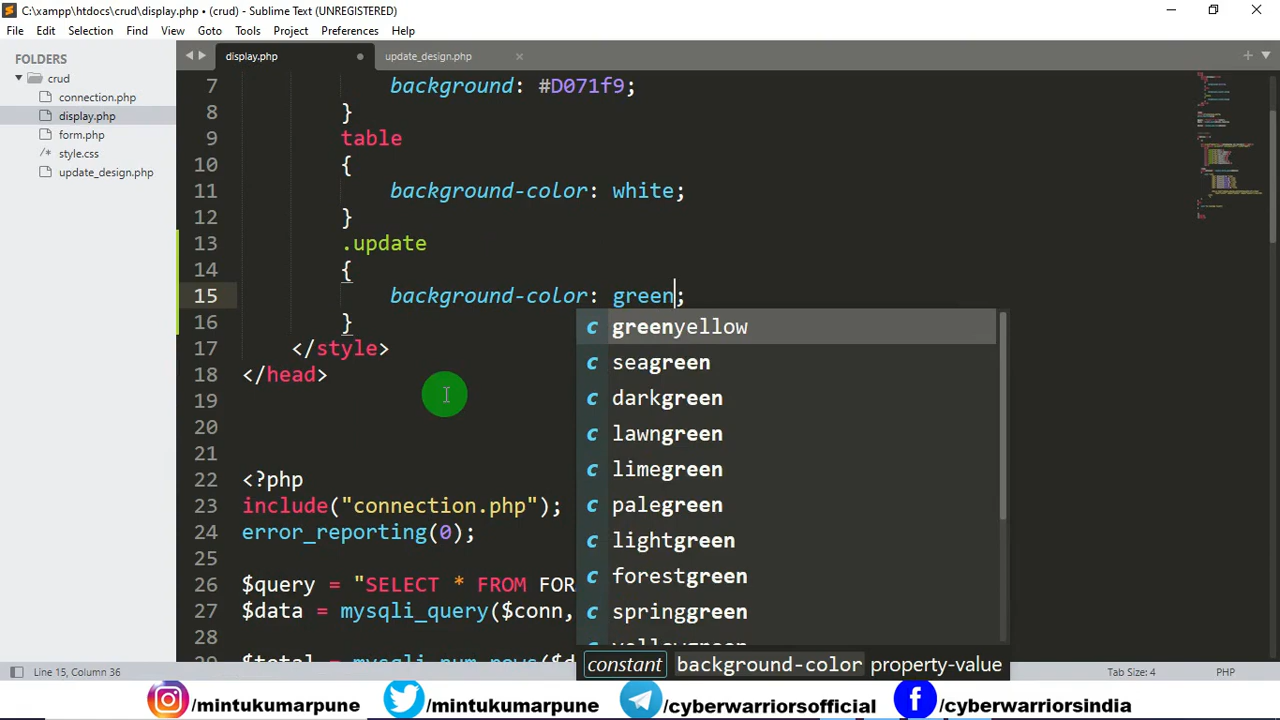 C:\xampp\htdocs\crud\display.php • (crud) - Sublime Text (UNREGISTERED)
File Edit Selection Find View Goto Tools Project Preferences Help
FOLDERS
crud
connection.php
display.php
form.php
/* style.css
update_design.php
display.php
update_design.php
7 background: #D071f9;
8 }
9 table
10 {
11 background-color: white;
12 }
13 .update
14 {
15 background-color: green;
16 }
17 </style>
18 </head>
19
20
21
22 <?php
23 include("connection.php");
24 error_reporting(0);
25
26 $query = "SELECT * FROM FOR
27 $data = mysqli_query($conn,
28
29 $total = mysqli_num_rows($d
c greenyellow
c seagreen
c darkgreen
c lawngreen
c limegreen
c palegreen
c lightgreen
c forestgreen
c springgreen
c yellowgreen
constant background-color property-value
Line 15, Column 36
Tab Size: 4
PHP
/mintukumarpune /mintukumarpune /cyberwarriorsofficial /cyberwarriorsindia